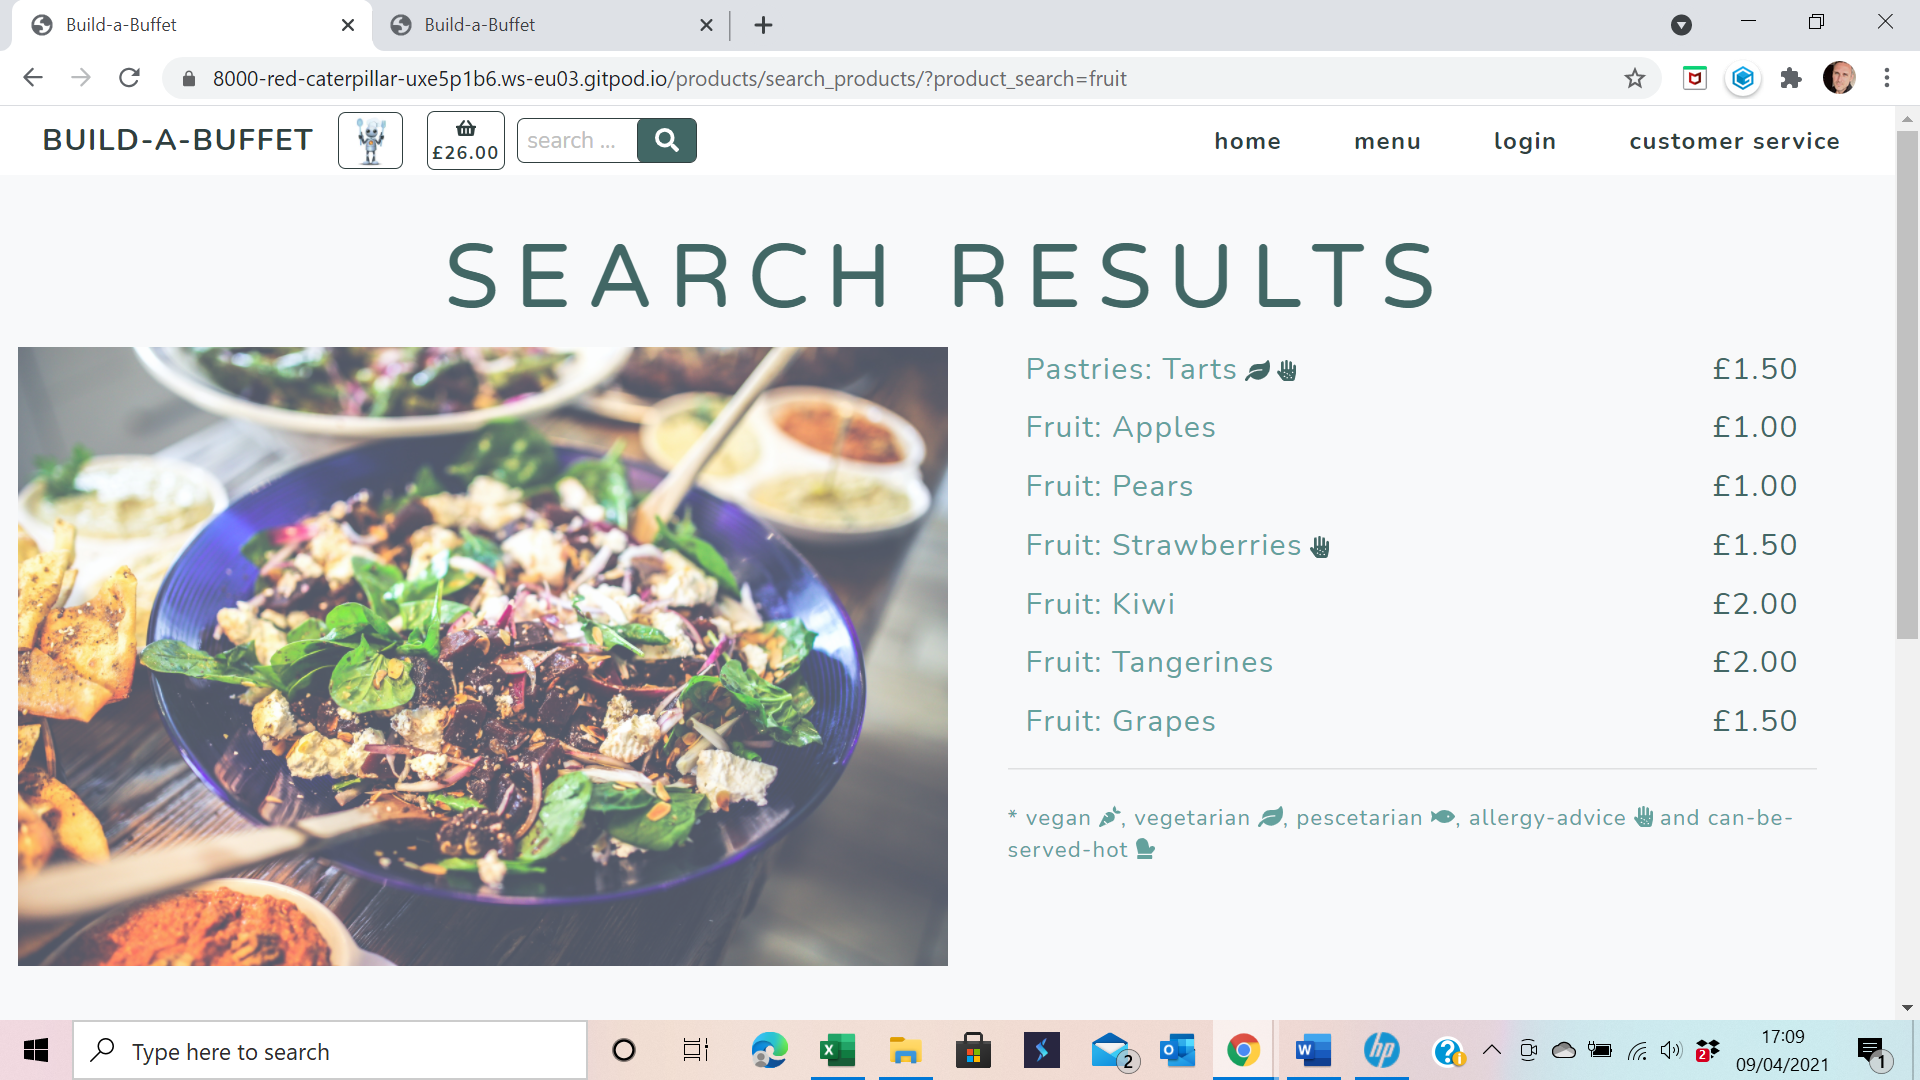 Build-a-Buffet
Build-a-Buffet
8000-red-caterpillar-uxe5p1b6.ws-eu03.gitpod.io/products/search_products/?product_search=fruit
BUILD-A-BUFFET
£26.00
search ...
home
menu
login
customer service
SEARCH RESULTS
Pastries: Tarts £1.50
Fruit: Apples £1.00
Fruit: Pears £1.00
Fruit: Strawberries £1.50
Fruit: Kiwi £2.00
Fruit: Tangerines £2.00
Fruit: Grapes £1.50
* vegan , vegetarian , pescetarian , allergy-advice and can-be-
served-hot
Type here to search
2
2
17:09
09/04/2021
1